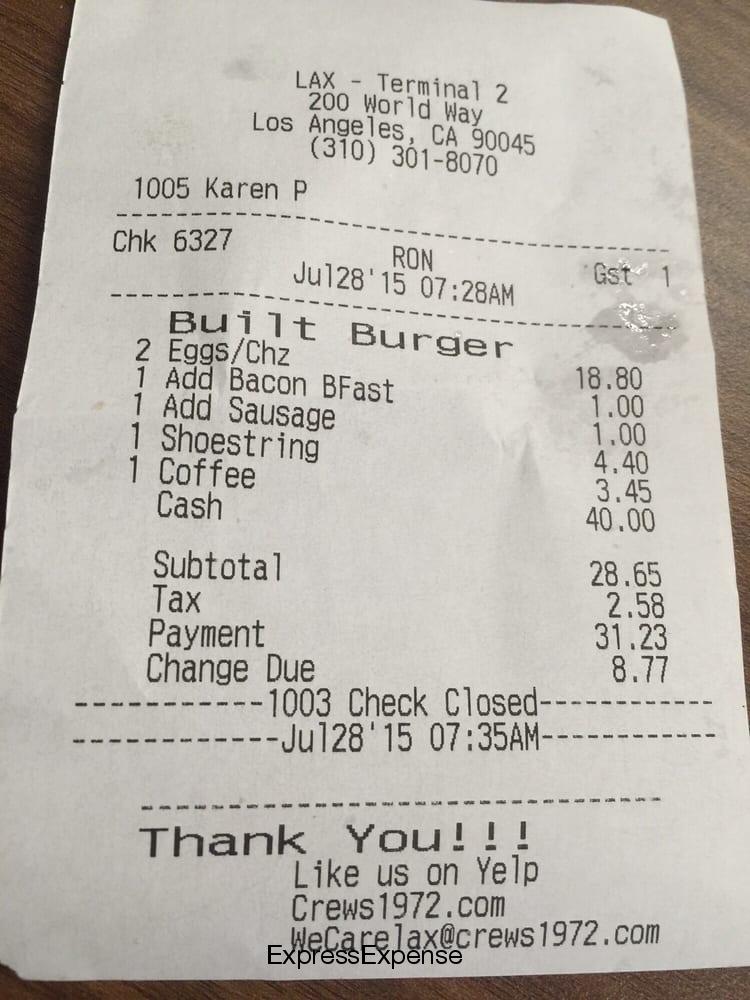 LAX - Terminal 2
200 World Way
Los Angeles, CA 90045
(310) 301-8070
1005 Karen P
Chk 6327 RON Gst 1
Jul28'15 07:28AM
Built Burger
2 Eggs/Chz 18.80
1 Add Bacon BFast 1.00
1 Add Sausage 1.00
1 Shoestring 4.40
1 Coffee 3.45
Cash 40.00
Subtotal 28.65
Tax 2.58
Payment 31.23
Change Due 8.77
-----------1003 Check Closed------------
------------Jul28'15 07:35AM------------
Thank You!!!
Like us on Yelp
Crews1972.com
WeCarelax@crews1972.com
ExpressExpense